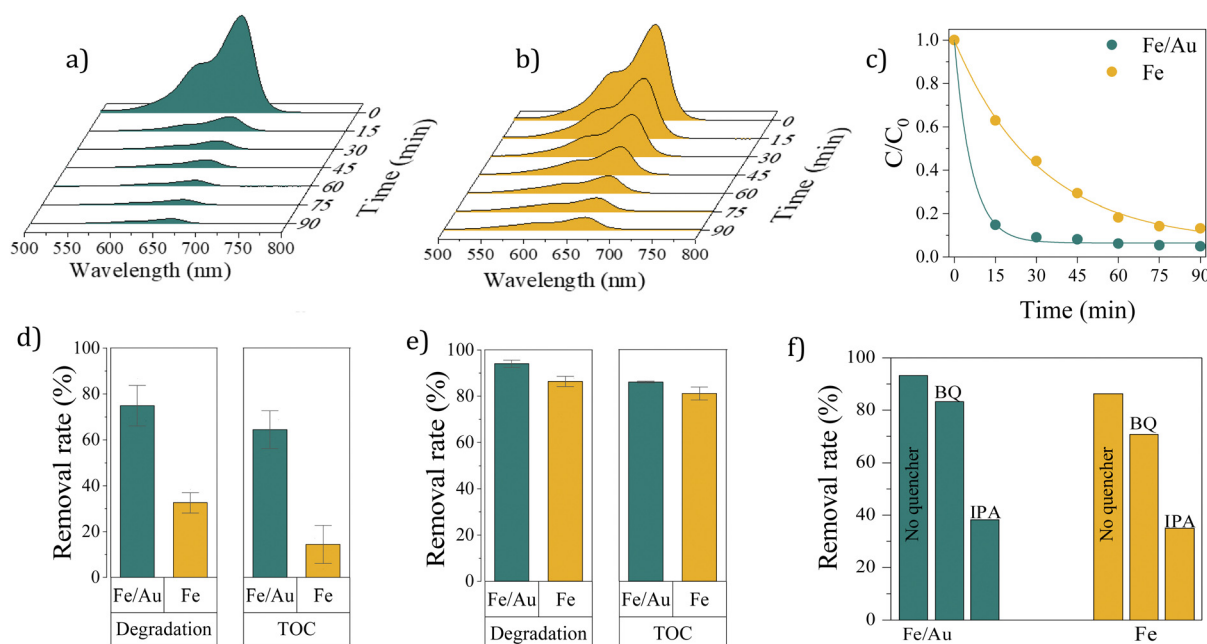 a)
0
15
30
45
60
75
90
Time (min)
500 550 600 650 700 750 800
Wavelength (nm)
b)
0
15
30
45
60
75
90
Time (min)
500 550 600 650 700 750 800
Wavelength (nm)
c)
Fe/Au
Fe
1.0
0.8
0.6
0.4
0.2
0.0
C/C0
0 15 30 45 60 75 90
Time (min)
d)
100
80
60
40
20
0
Removal rate (%)
Fe/Au Fe Fe/Au Fe
Degradation TOC
e)
100
80
60
40
20
0
Removal rate (%)
Fe/Au Fe Fe/Au Fe
Degradation TOC
f)
100
80
60
40
20
0
Removal rate (%)
No quencher
BQ
IPA
No quencher
BQ
IPA
Fe/Au Fe